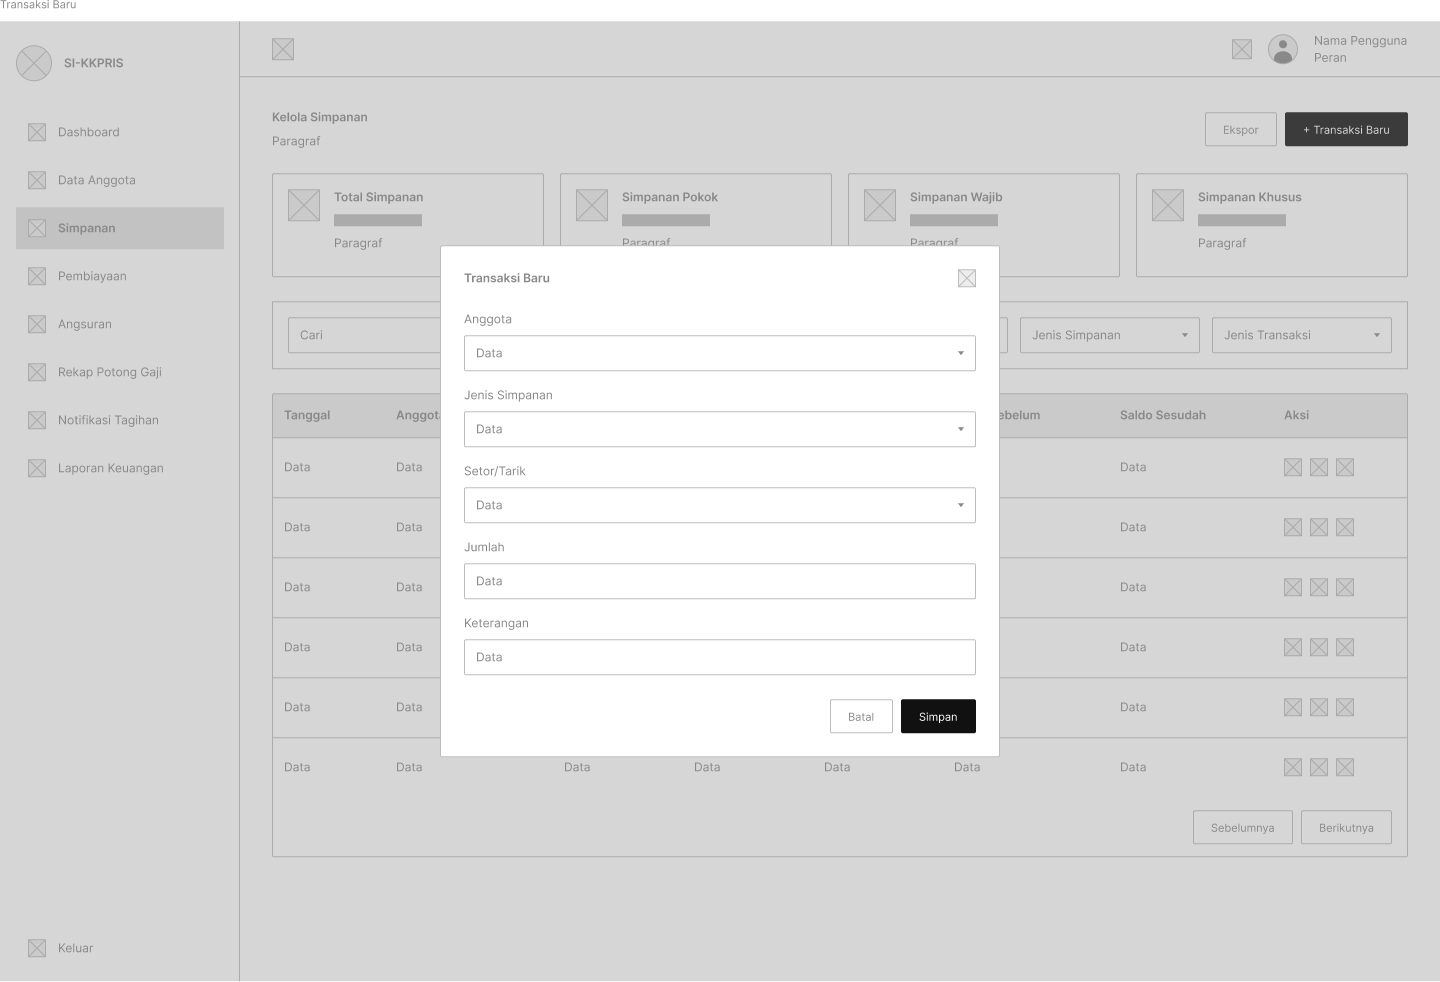 Transaksi Baru
SI-KKPRIS
Nama Pengguna
Peran
Dashboard
Data Anggota
Simpanan
Pembiayaan
Angsuran
Rekap Potong Gaji
Notifikasi Tagihan
Laporan Keuangan
Keluar
Kelola Simpanan
Paragraf
Ekspor
+ Transaksi Baru
Total Simpanan
Paragraf
Simpanan Pokok
Paragraf
Simpanan Wajib
Paragraf
Simpanan Khusus
Paragraf
Cari
Jenis Simpanan
Jenis Transaksi
Tanggal Anggota ebelum Saldo Sesudah Aksi
Data Data Data
Data Data Data
Data Data Data
Data Data Data
Data Data Data
Data Data Data Data Data Data Data
Sebelumnya Berikutnya
Transaksi Baru
Anggota
Data
Jenis Simpanan
Data
Setor/Tarik
Data
Jumlah
Data
Keterangan
Data
Batal Simpan